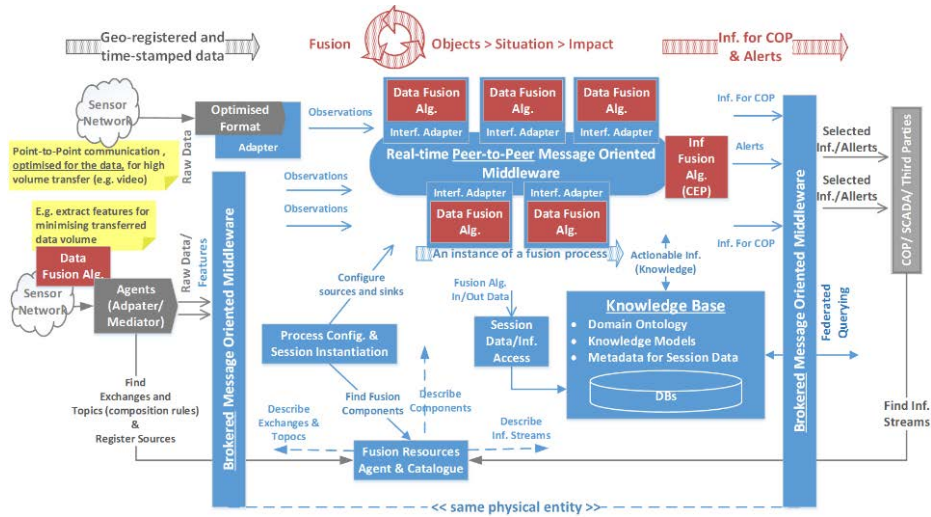 Geo-registered and
time-stamped data
Fusion
Objects > Situation > Impact
Inf. for COP
& Alerts
Sensor
Network
Optimised
Format
Adapter
Raw Data
Observations
Point-to-Point communication ,
optimised for the data, for high
volume transfer (e.g. video)
E.g. extract features for
minimising transferred
data volume
Data
Fusion Alg.
Sensor
Network
Agents
(Adpater/
Mediator)
Raw Data/
Features
Brokered Message Oriented Middleware
Observations
Observations
Data Fusion
Alg.
Interf. Adapter
Data Fusion
Alg.
Interf. Adapter
Data Fusion
Alg.
Interf. Adapter
Real-time Peer-to-Peer Message Oriented
Middleware
Inf
Fusion
Alg.
(CEP)
Interf. Adapter
Data Fusion
Alg.
Interf. Adapter
Data Fusion
Alg.
An instance of a fusion process
Inf. For COP
Alerts
Inf. For COP
Brokered Message Oriented Middleware
Selected
Inf./Allerts
Selected
Inf./Allerts
COP/ SCADA/ Third Parties
Configure
sources and sinks
Process Config. &
Session Instantiation
Fusion Alg.
In/Out Data
Session
Data/Inf.
Access
Actionable Inf.
(Knowledge)
Knowledge Base
• Domain Ontology
• Knowledge Models
• Metadata for Session Data
DBs
Federated
Querying
Find
Exchanges and
Topics (composition rules)
&
Register Sources
Find Fusion
Components
Describe
Components
Describe
Exchanges &
Topocs
Describe
Inf. Streams
Fusion Resources
Agent & Catalogue
Find Inf.
Streams
<< same physical entity >>